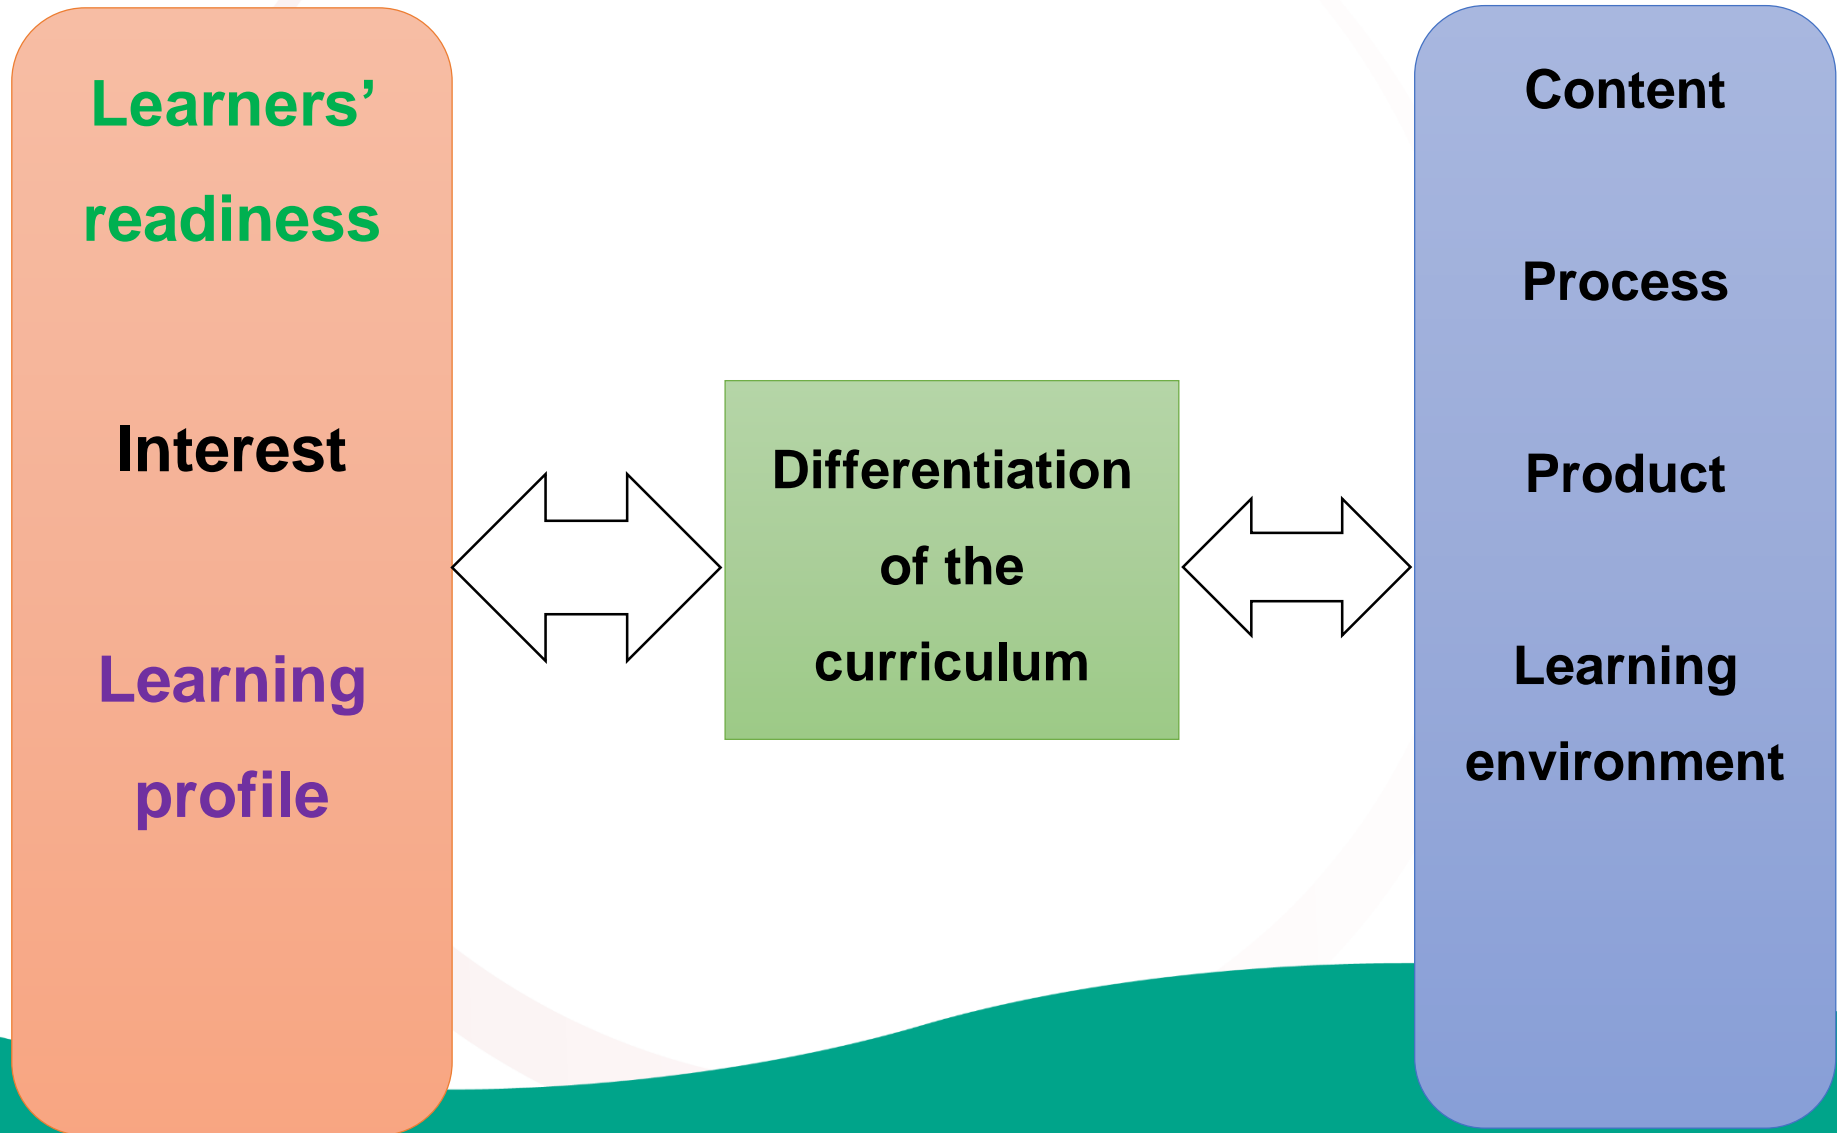 Learners’
readiness
Interest
Learning
profile
Differentiation
of the
curriculum
Content
Process
Product
Learning
environment